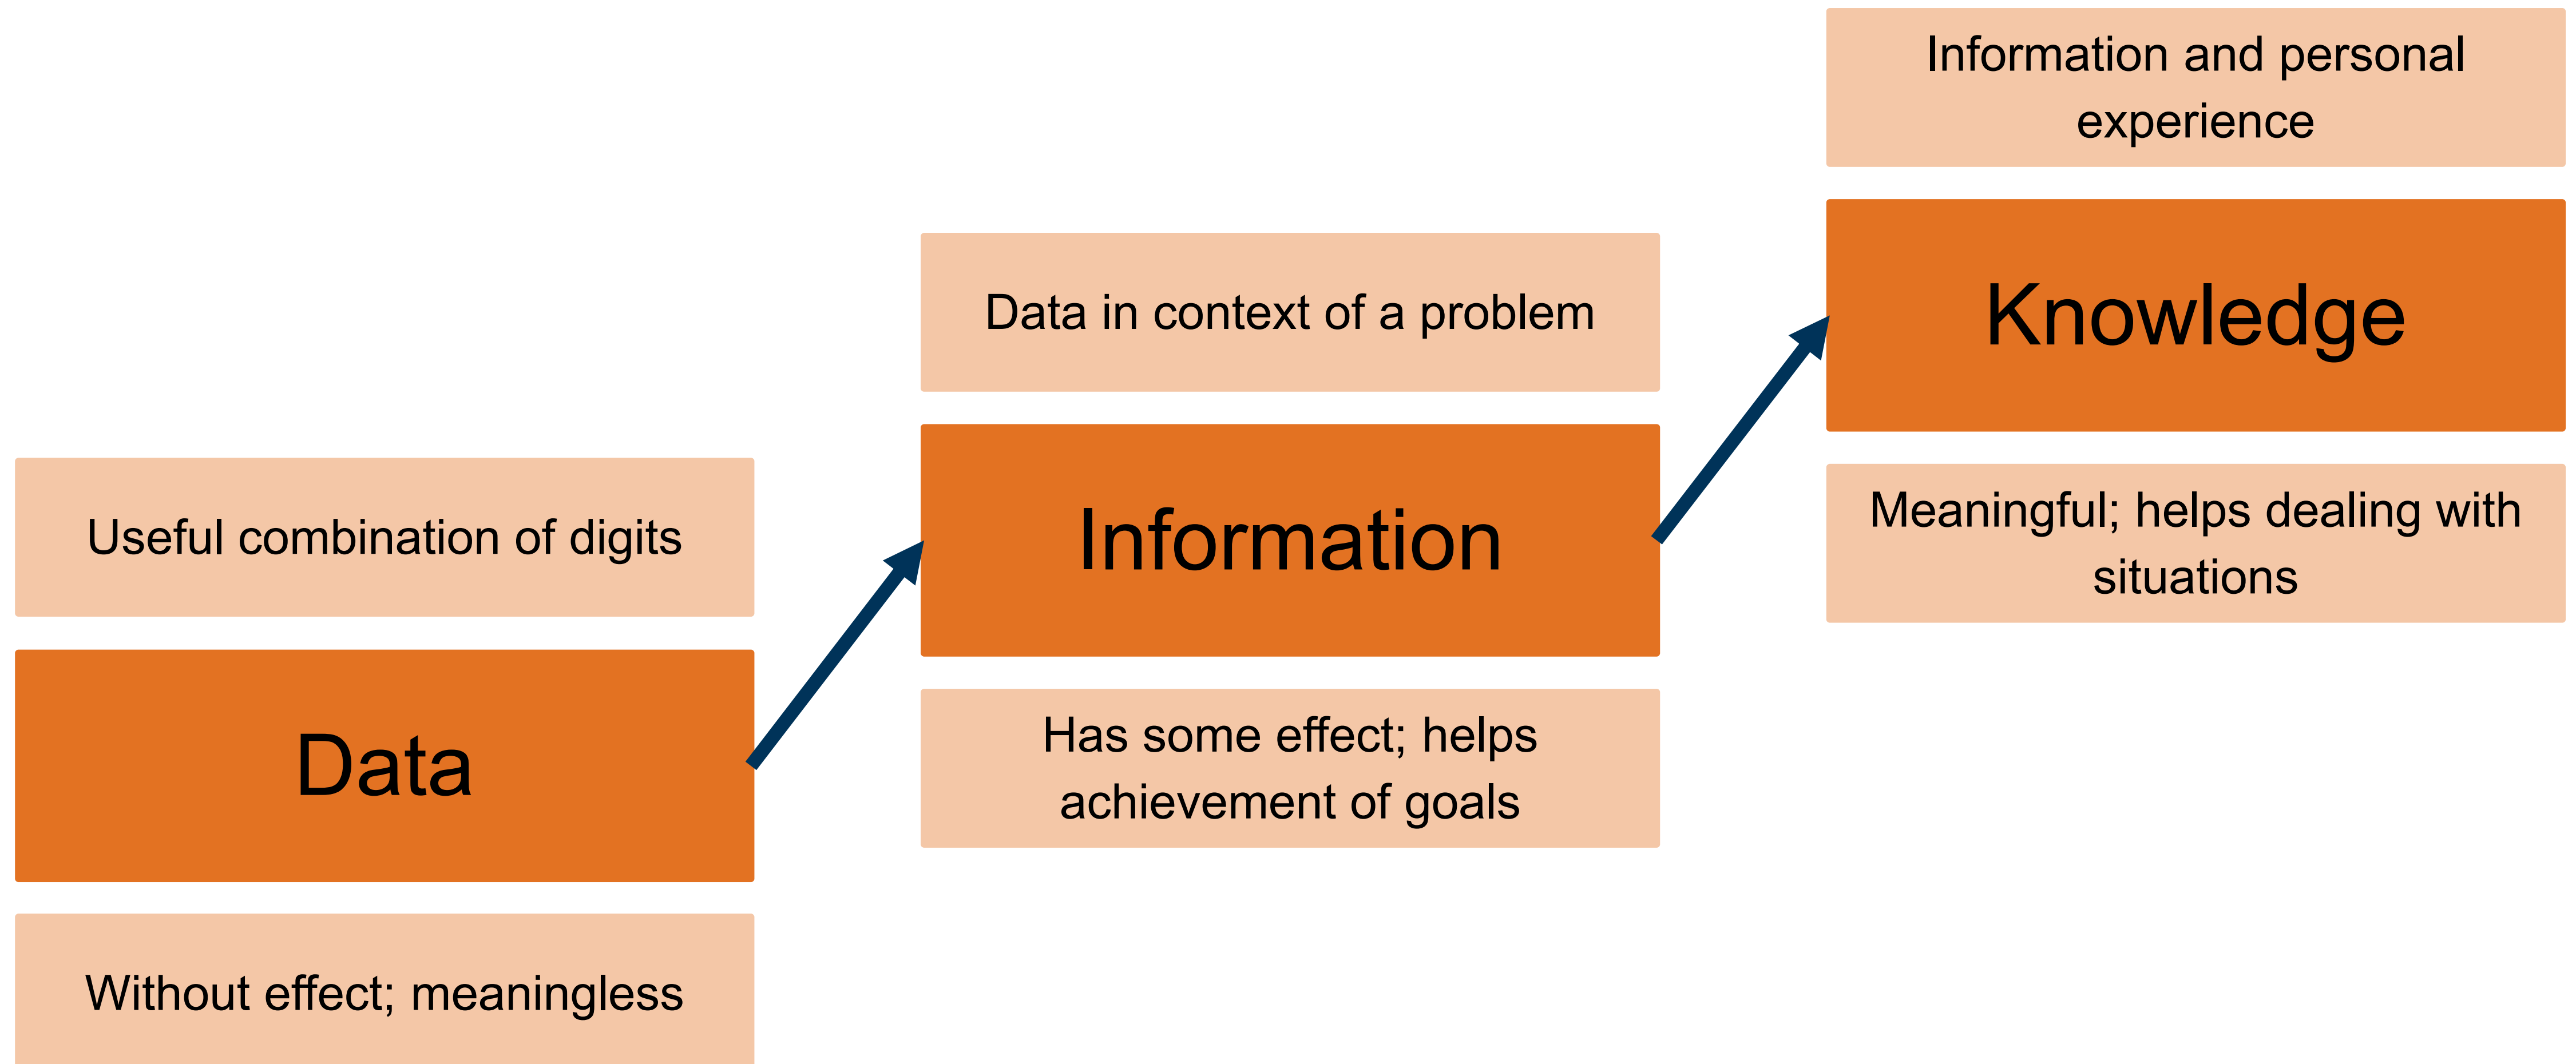 Useful combination of digits
Data
Without effect; meaningless
Data in context of a problem
Information
Has some effect; helps
achievement of goals
Information and personal
experience
Knowledge
Meaningful; helps dealing with
situations